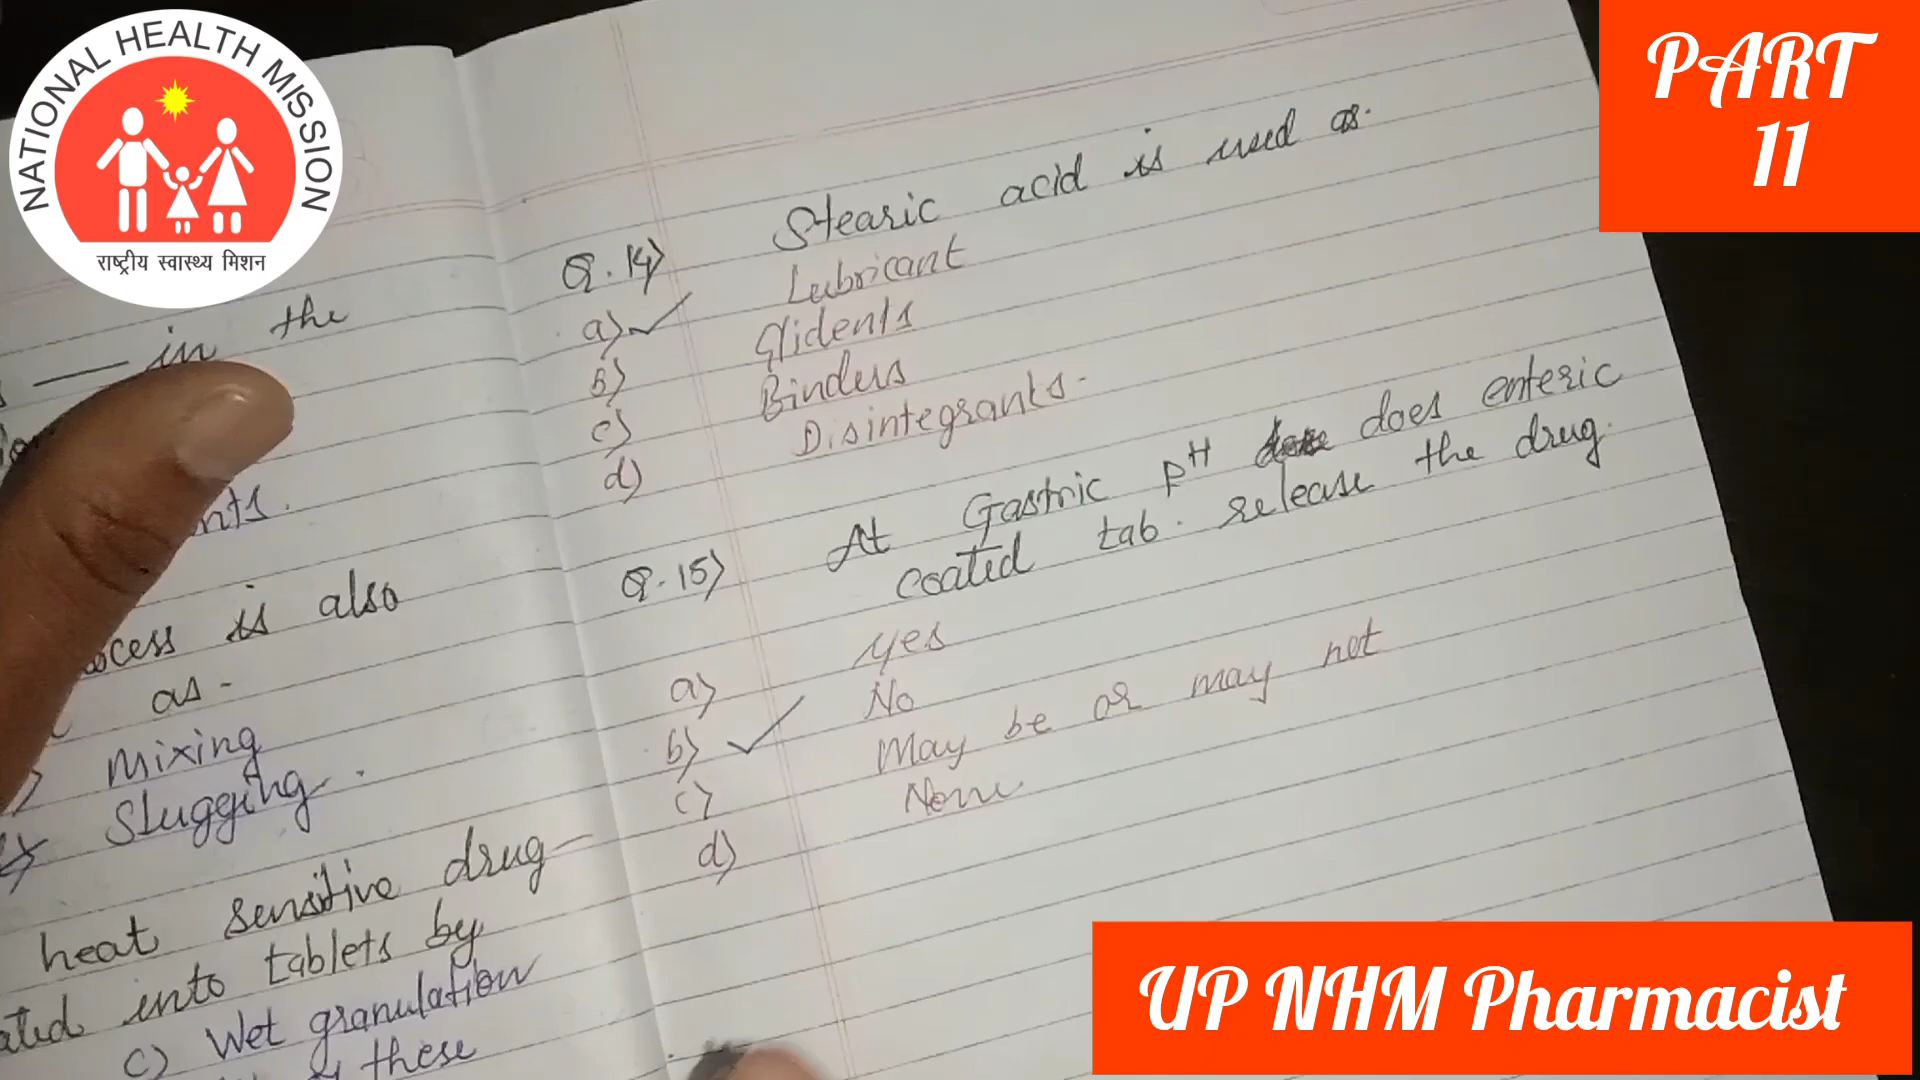 NATIONAL HEALTH MISSION
राष्ट्रीय स्वास्थ्य मिशन
PART
11
in the
nts.
is also
as -
Mixing
Slugging.
heat sensitive drug -
into tablets by
c) Wet granulation
these
Q.14) Stearic acid is used as.
a) ✓ Lubricant
b) Glidents
c) Binders
d) Disintegrants.
Q.15) At Gastric PH does enteric
coated tab. release the drug.
a) yes
b) ✓ No
c) May be or may not
d) None
UP NHM Pharmacist